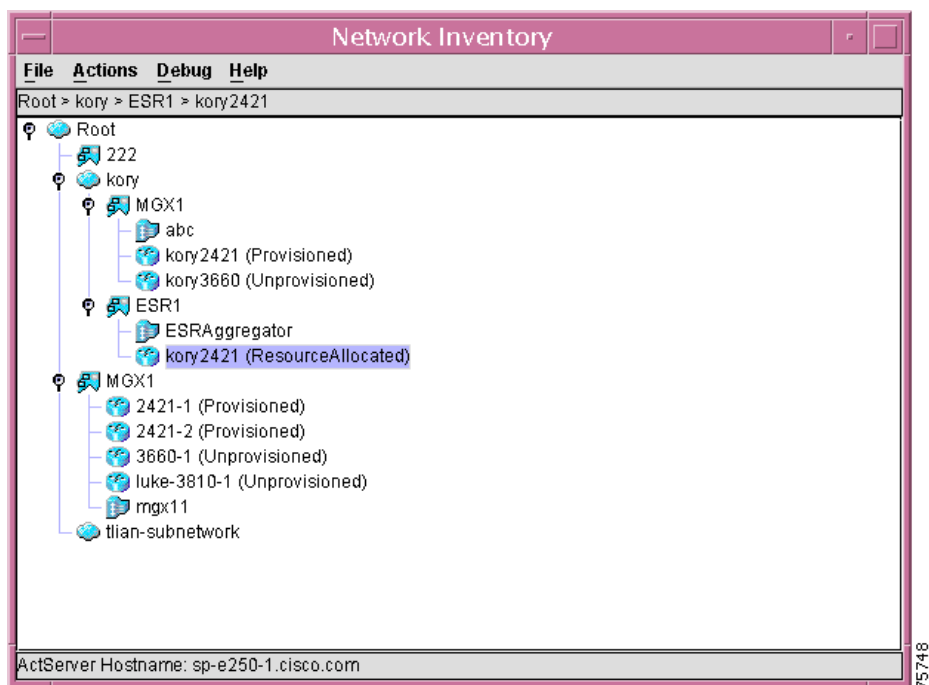 Network Inventory
File Actions Debug Help
Root > kory > ESR1 > kory2421
Root
222
kory
MGX1
abc
kory2421 (Provisioned)
kory3660 (Unprovisioned)
ESR1
ESRAggregator
kory2421 (ResourceAllocated)
MGX1
2421-1 (Provisioned)
2421-2 (Provisioned)
3660-1 (Unprovisioned)
luke-3810-1 (Unprovisioned)
mgx11
tlian-subnetwork
ActServer Hostname: sp-e250-1.cisco.com
75748